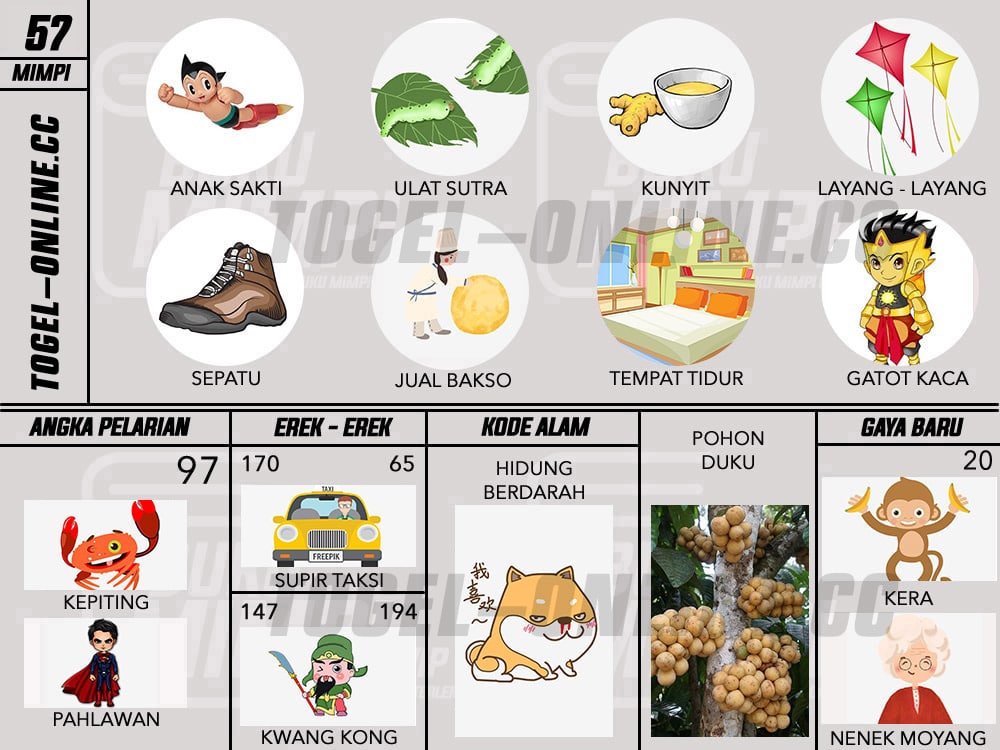 57
MIMPI
TOGEL-ONLINE.CC
ANAK SAKTI
ULAT SUTRA
KUNYIT
LAYANG - LAYANG
TOGEL-ONLINE.CC
SEPATU
JUAL BAKSO
TEMPAT TIDUR
GATOT KACA
ANGKA PELARIAN
97
KEPITING
PAHLAWAN
EREK - EREK
170 65
TAXI
FREEPIK
SUPIR TAKSI
147 194
KWANG KONG
KODE ALAM
HIDUNG
BERDARAH
我
喜
欢
~
POHON
DUKU
GAYA BARU
20
KERA
NENEK MOYANG
TOGEL-ONLINE.CC